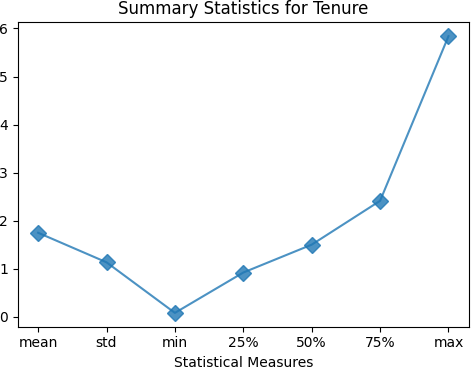 Summary Statistics for Tenure
6
5
4
3
2
1
0
mean std min 25% 50% 75% max
Statistical Measures